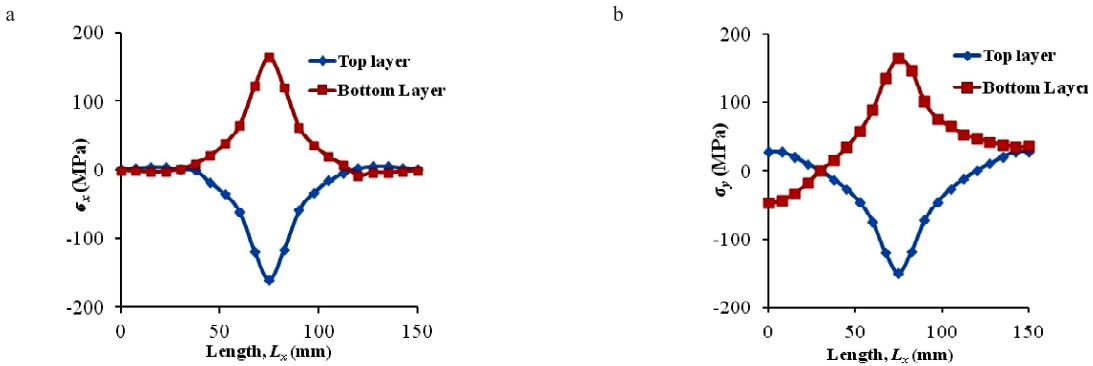 a
200
100
0
-100
-200
σx (MPa)
Top layer
Bottom Layer
0 50 100 150
Length, Lx (mm)
b
200
100
0
-100
-200
σy (MPa)
Top layer
Bottom Layer
0 50 100 150
Length, Lx (mm)